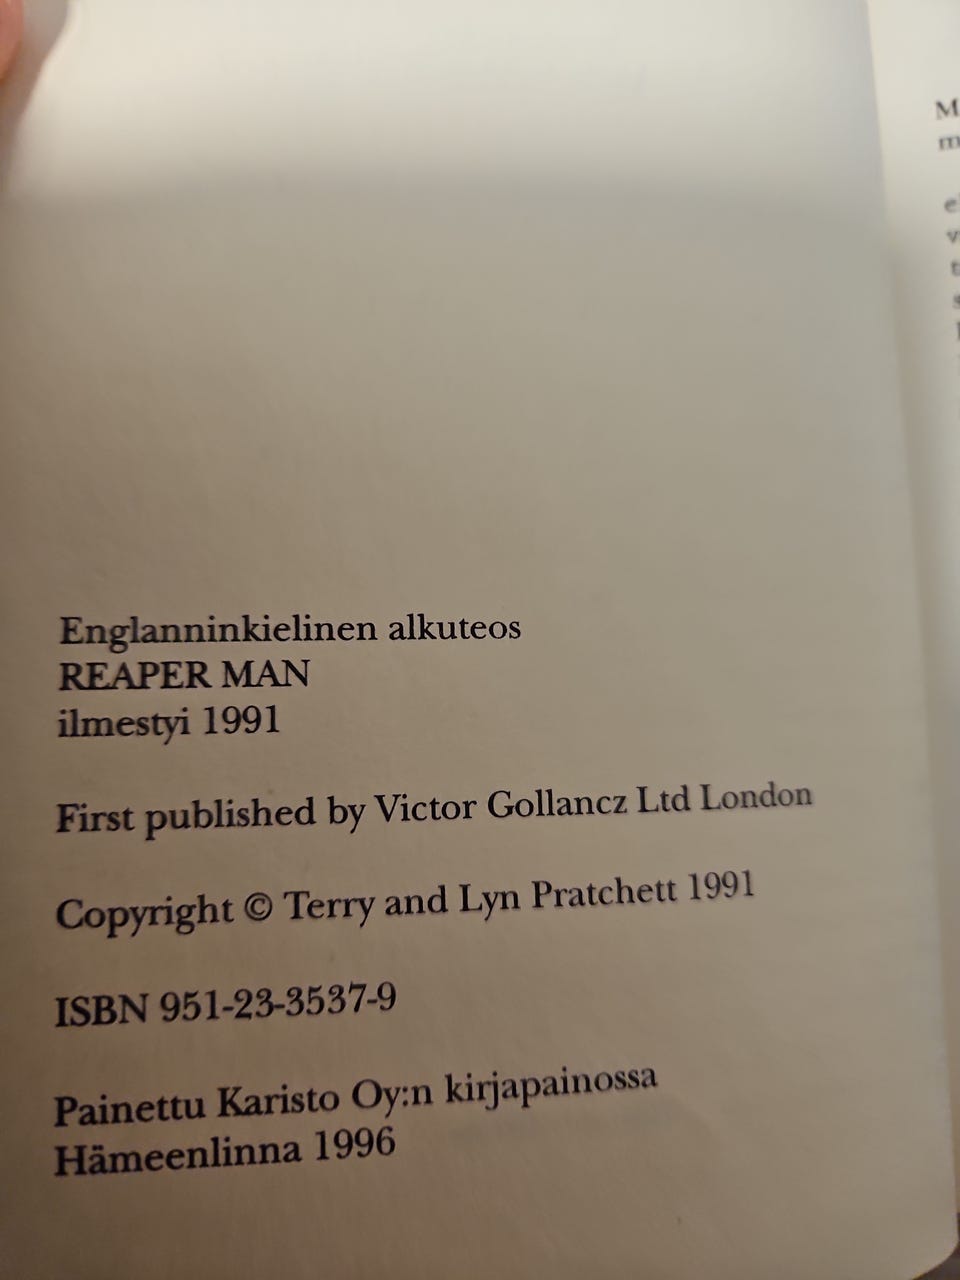 Englanninkielinen alkuteos
REAPER MAN
ilmestyi 1991
First published by Victor Gollancz Ltd London
Copyright © Terry and Lyn Pratchett 1991
ISBN 951-23-3537-9
Painettu Karisto Oy:n kirjapainossa
Hämeenlinna 1996